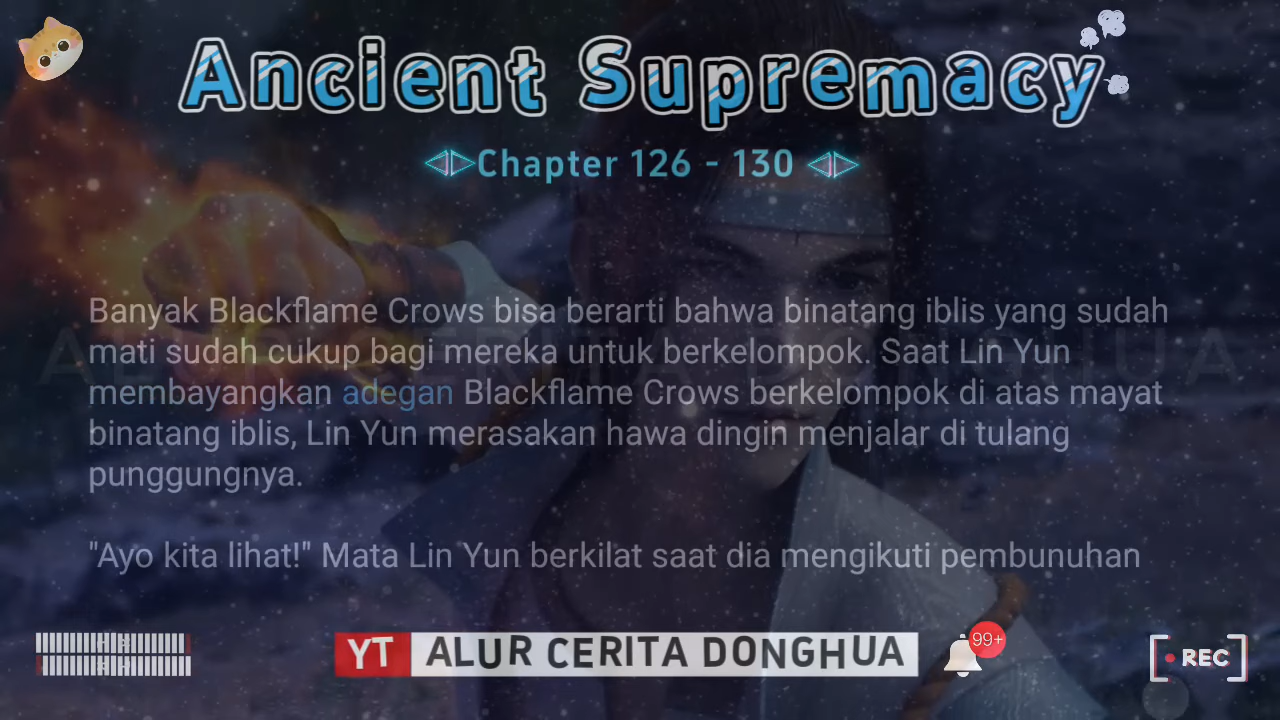 Ancient Supremacy
Chapter 126 - 130
Banyak Blackflame Crows bisa berarti bahwa binatang iblis yang sudah
mati sudah cukup bagi mereka untuk berkelompok. Saat Lin Yun
membayangkan adegan Blackflame Crows berkelompok di atas mayat
binatang iblis, Lin Yun merasakan hawa dingin menjalar di tulang
punggungnya.
"Ayo kita lihat!" Mata Lin Yun berkilat saat dia mengikuti pembunuhan
YT ALUR CERITA DONGHUA
99+
REC